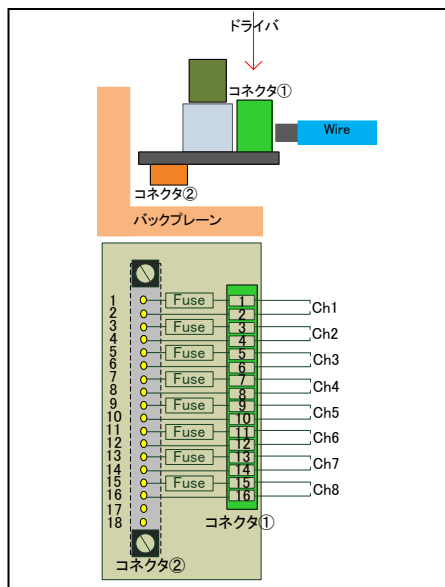 ドライバ
コネクタ①
Wire
コネクタ②
バックプレーン
1 Fuse 1
2 2 Ch1
3 Fuse 3
4 4 Ch2
5 Fuse 5
6 6 Ch3
7 Fuse 7
8 8 Ch4
9 Fuse 9
10 10 Ch5
11 Fuse 11
12 12 Ch6
13 Fuse 13
14 14 Ch7
15 Fuse 15
16 16 Ch8
17
18
コネクタ①
コネクタ②